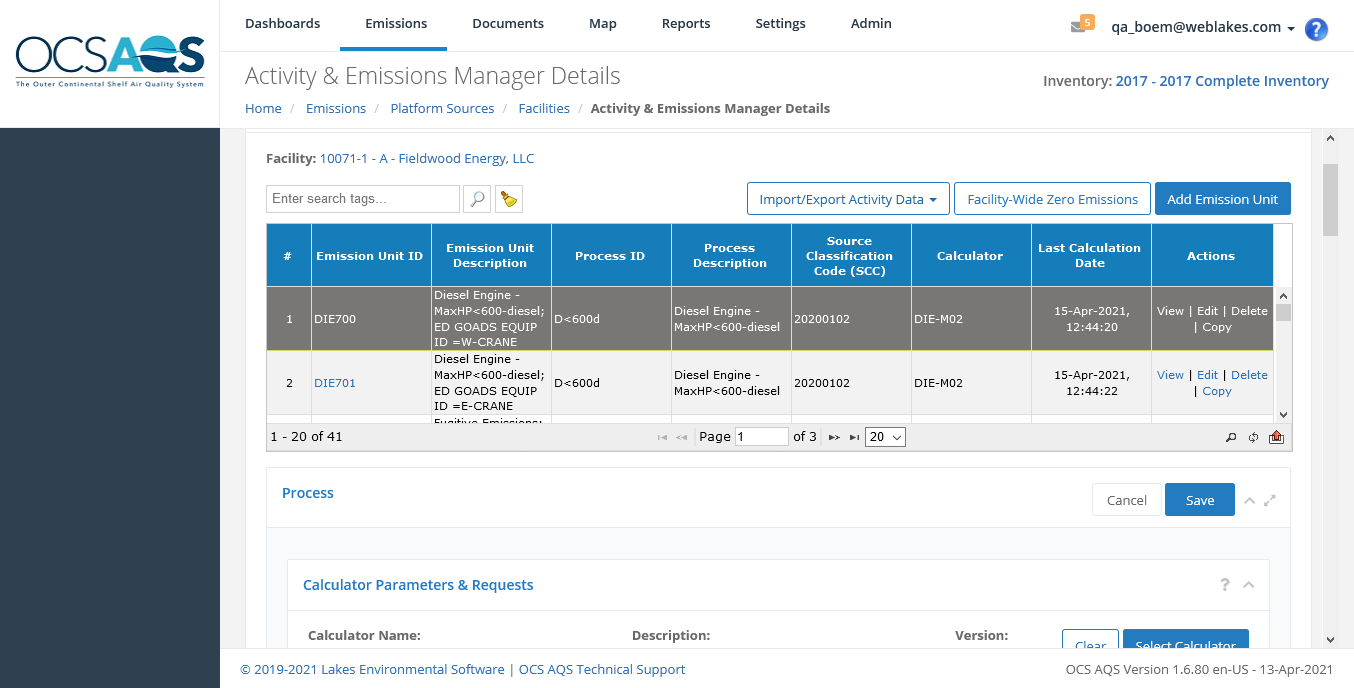 OCSAQS
The Outer Continental Shelf Air Quality System
Dashboards Emissions Documents Map Reports Settings Admin
5 qa_boem@weblakes.com ?
Activity & Emissions Manager Details
Inventory: 2017 - 2017 Complete Inventory
Home / Emissions / Platform Sources / Facilities / Activity & Emissions Manager Details
Facility: 10071-1 - A - Fieldwood Energy, LLC
Enter search tags...
Import/Export Activity Data Facility-Wide Zero Emissions Add Emission Unit
#
Emission Unit ID
Emission Unit
Description
Process ID
Process
Description
Source
Classification
Code (SCC)
Calculator
Last Calculation
Date
Actions
1
DIE700
Diesel Engine -
MaxHP<600-diesel;
ED GOADS EQUIP
ID =W-CRANE
D<600d
Diesel Engine -
MaxHP<600-diesel
20200102
DIE-M02
15-Apr-2021,
12:44:20
View | Edit | Delete
| Copy
2
DIE701
Diesel Engine -
MaxHP<600-diesel;
ED GOADS EQUIP
ID =E-CRANE
D<600d
Diesel Engine -
MaxHP<600-diesel
20200102
DIE-M02
15-Apr-2021,
12:44:22
View | Edit | Delete
| Copy
Fugitive Emissions;
1 - 20 of 41
Page 1 of 3
20
Process
Cancel Save
Calculator Parameters & Requests
?
Calculator Name: Description: Version:
Clear Select Calculator
© 2019-2021 Lakes Environmental Software | OCS AQS Technical Support
OCS AQS Version 1.6.80 en-US - 13-Apr-2021